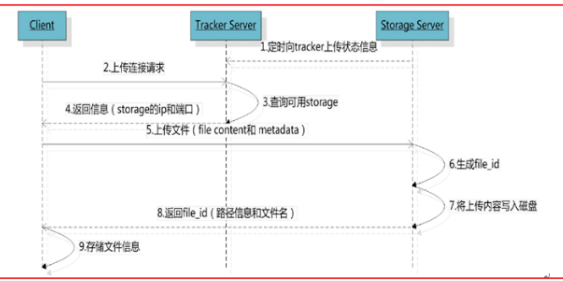 Client
Tracker Server
Storage Server
1.定时向tracker上传状态信息
2.上传连接请求
3.查询可用storage
4.返回信息（storage的ip和端口）
5.上传文件（file content和 metadata）
6.生成file_id
7.将上传内容写入磁盘
8.返回file_id（路径信息和文件名）
9.存储文件信息